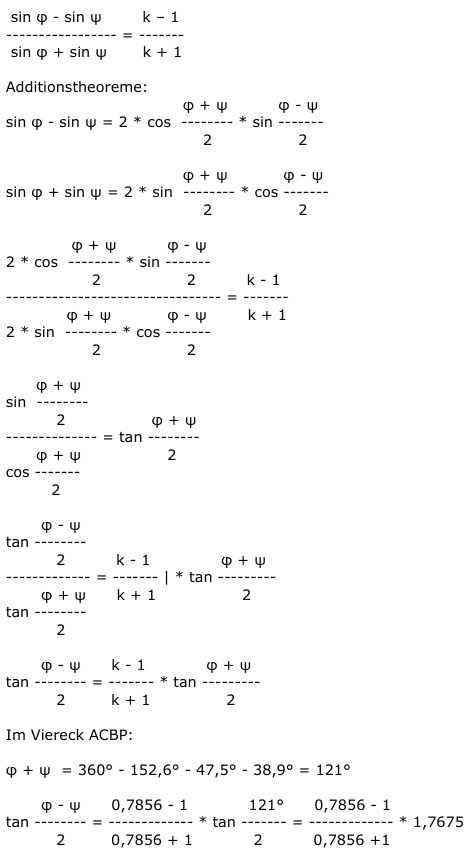 sin φ - sin ψ k – 1
----------------- = -------
sin φ + sin ψ k + 1
Additionstheoreme:
φ + ψ φ - ψ
sin φ - sin ψ = 2 * cos -------- * sin -------
2 2
φ + ψ φ - ψ
sin φ + sin ψ = 2 * sin -------- * cos -------
2 2
φ + ψ φ - ψ
2 * cos -------- * sin -------
2 2 k - 1
--------------------------------- = -------
φ + ψ φ - ψ k + 1
2 * sin -------- * cos -------
2 2
φ + ψ
sin --------
2 φ + ψ
-------------- = tan --------
φ + ψ 2
cos -------
2
φ - ψ
tan --------
2 k - 1 φ + ψ
------------- = ------- | * tan ---------
φ + ψ k + 1 2
tan --------
2
φ - ψ k - 1 φ + ψ
tan -------- = ------- * tan ---------
2 k + 1 2
Im Viereck ACBP:
φ + ψ = 360° - 152,6° - 47,5° - 38,9° = 121°
φ - ψ 0,7856 - 1 121° 0,7856 - 1
tan -------- = ------------- * tan ------- = ------------- * 1,7675
2 0,7856 + 1 2 0,7856 +1